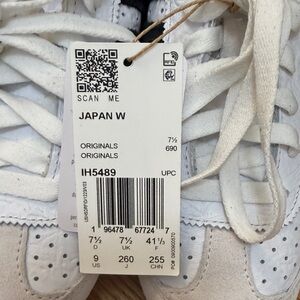 SCAN ME
JAPAN W
7½
ORIGINALS
690
ORIGINALS
IH5489
UPC
1 96478 67724 7
7½ 7½ 41⅓
D UK F
9 260 255
US J CHN